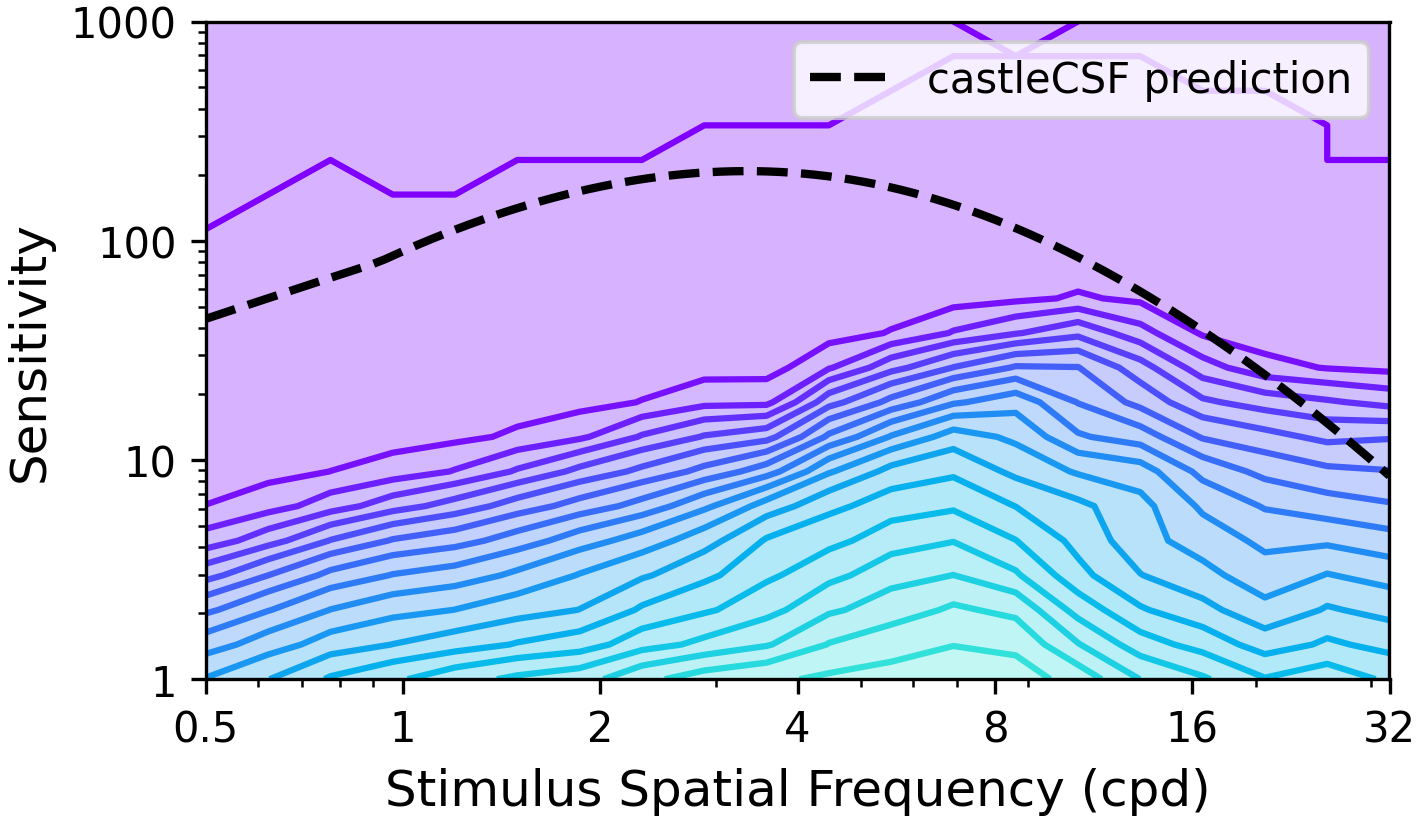 1000
100
10
1
Sensitivity
castleCSF prediction
0.5 1 2 4 8 16 32
Stimulus Spatial Frequency (cpd)